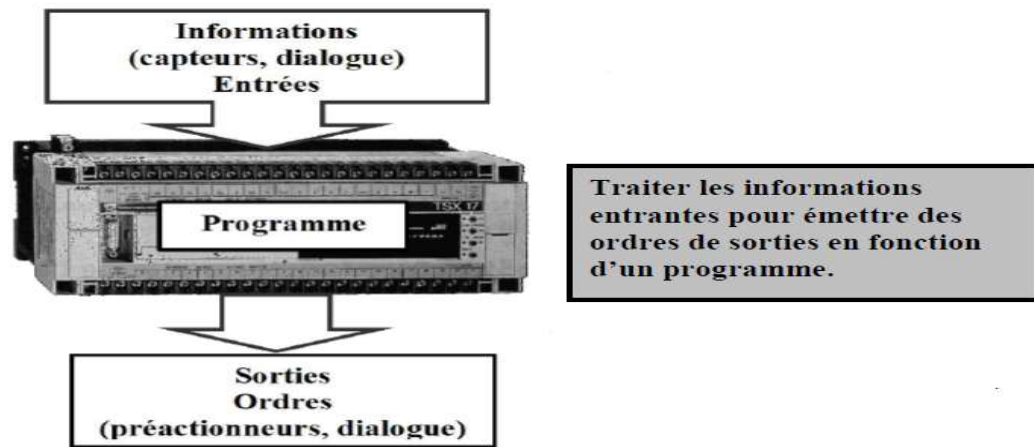 Informations
(capteurs, dialogue)
Entrées
TSX 17
Programme
Sorties
Ordres
(préactionneurs, dialogue)
Traiter les informations
entrantes pour émettre des
ordres de sorties en fonction
d’un programme.